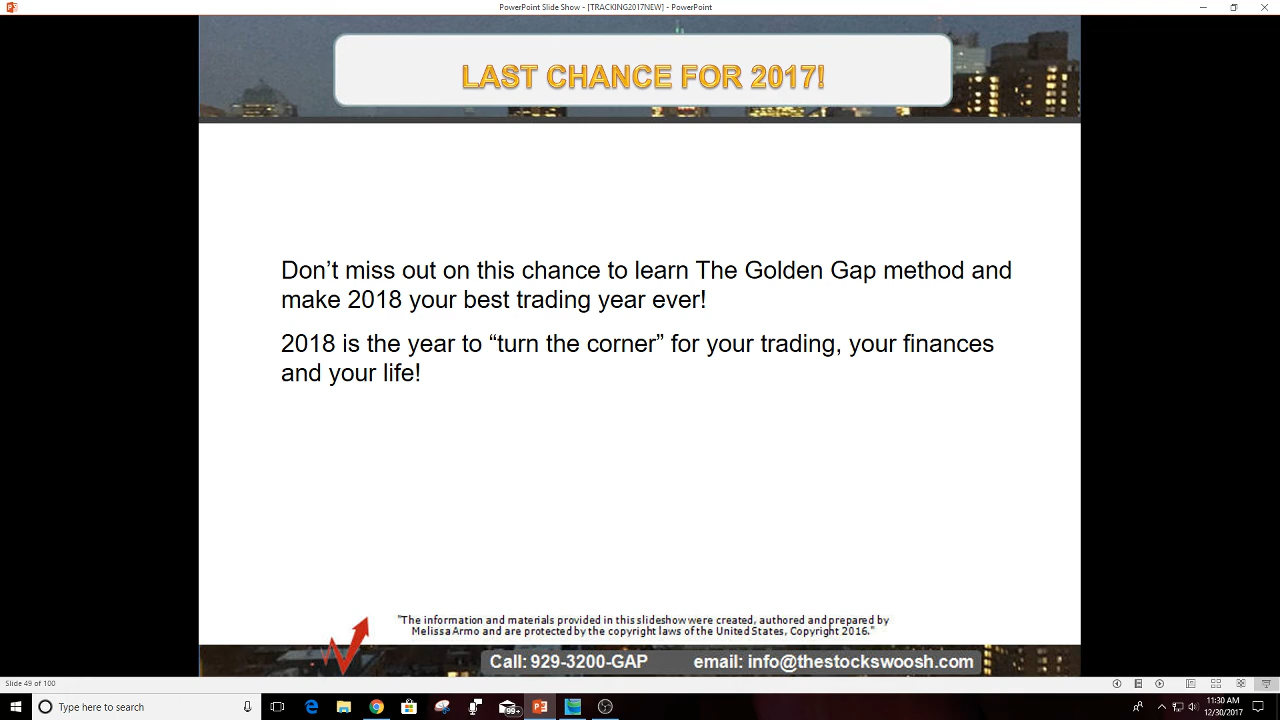 PowerPoint Slide Show - [TRACKING2017NEW] - PowerPoint
LAST CHANCE FOR 2017!
Don’t miss out on this chance to learn The Golden Gap method and
make 2018 your best trading year ever!
2018 is the year to “turn the corner” for your trading, your finances
and your life!
"The information and materials provided in this slideshow were created, authored and prepared by
Melissa Armo and are protected by the copyright laws of the United States, Copyright 2016."
Call: 929-3200-GAP email: info@thestockswoosh.com
Slide 49 of 100
Type here to search
99+
11:30 AM
12/30/2017